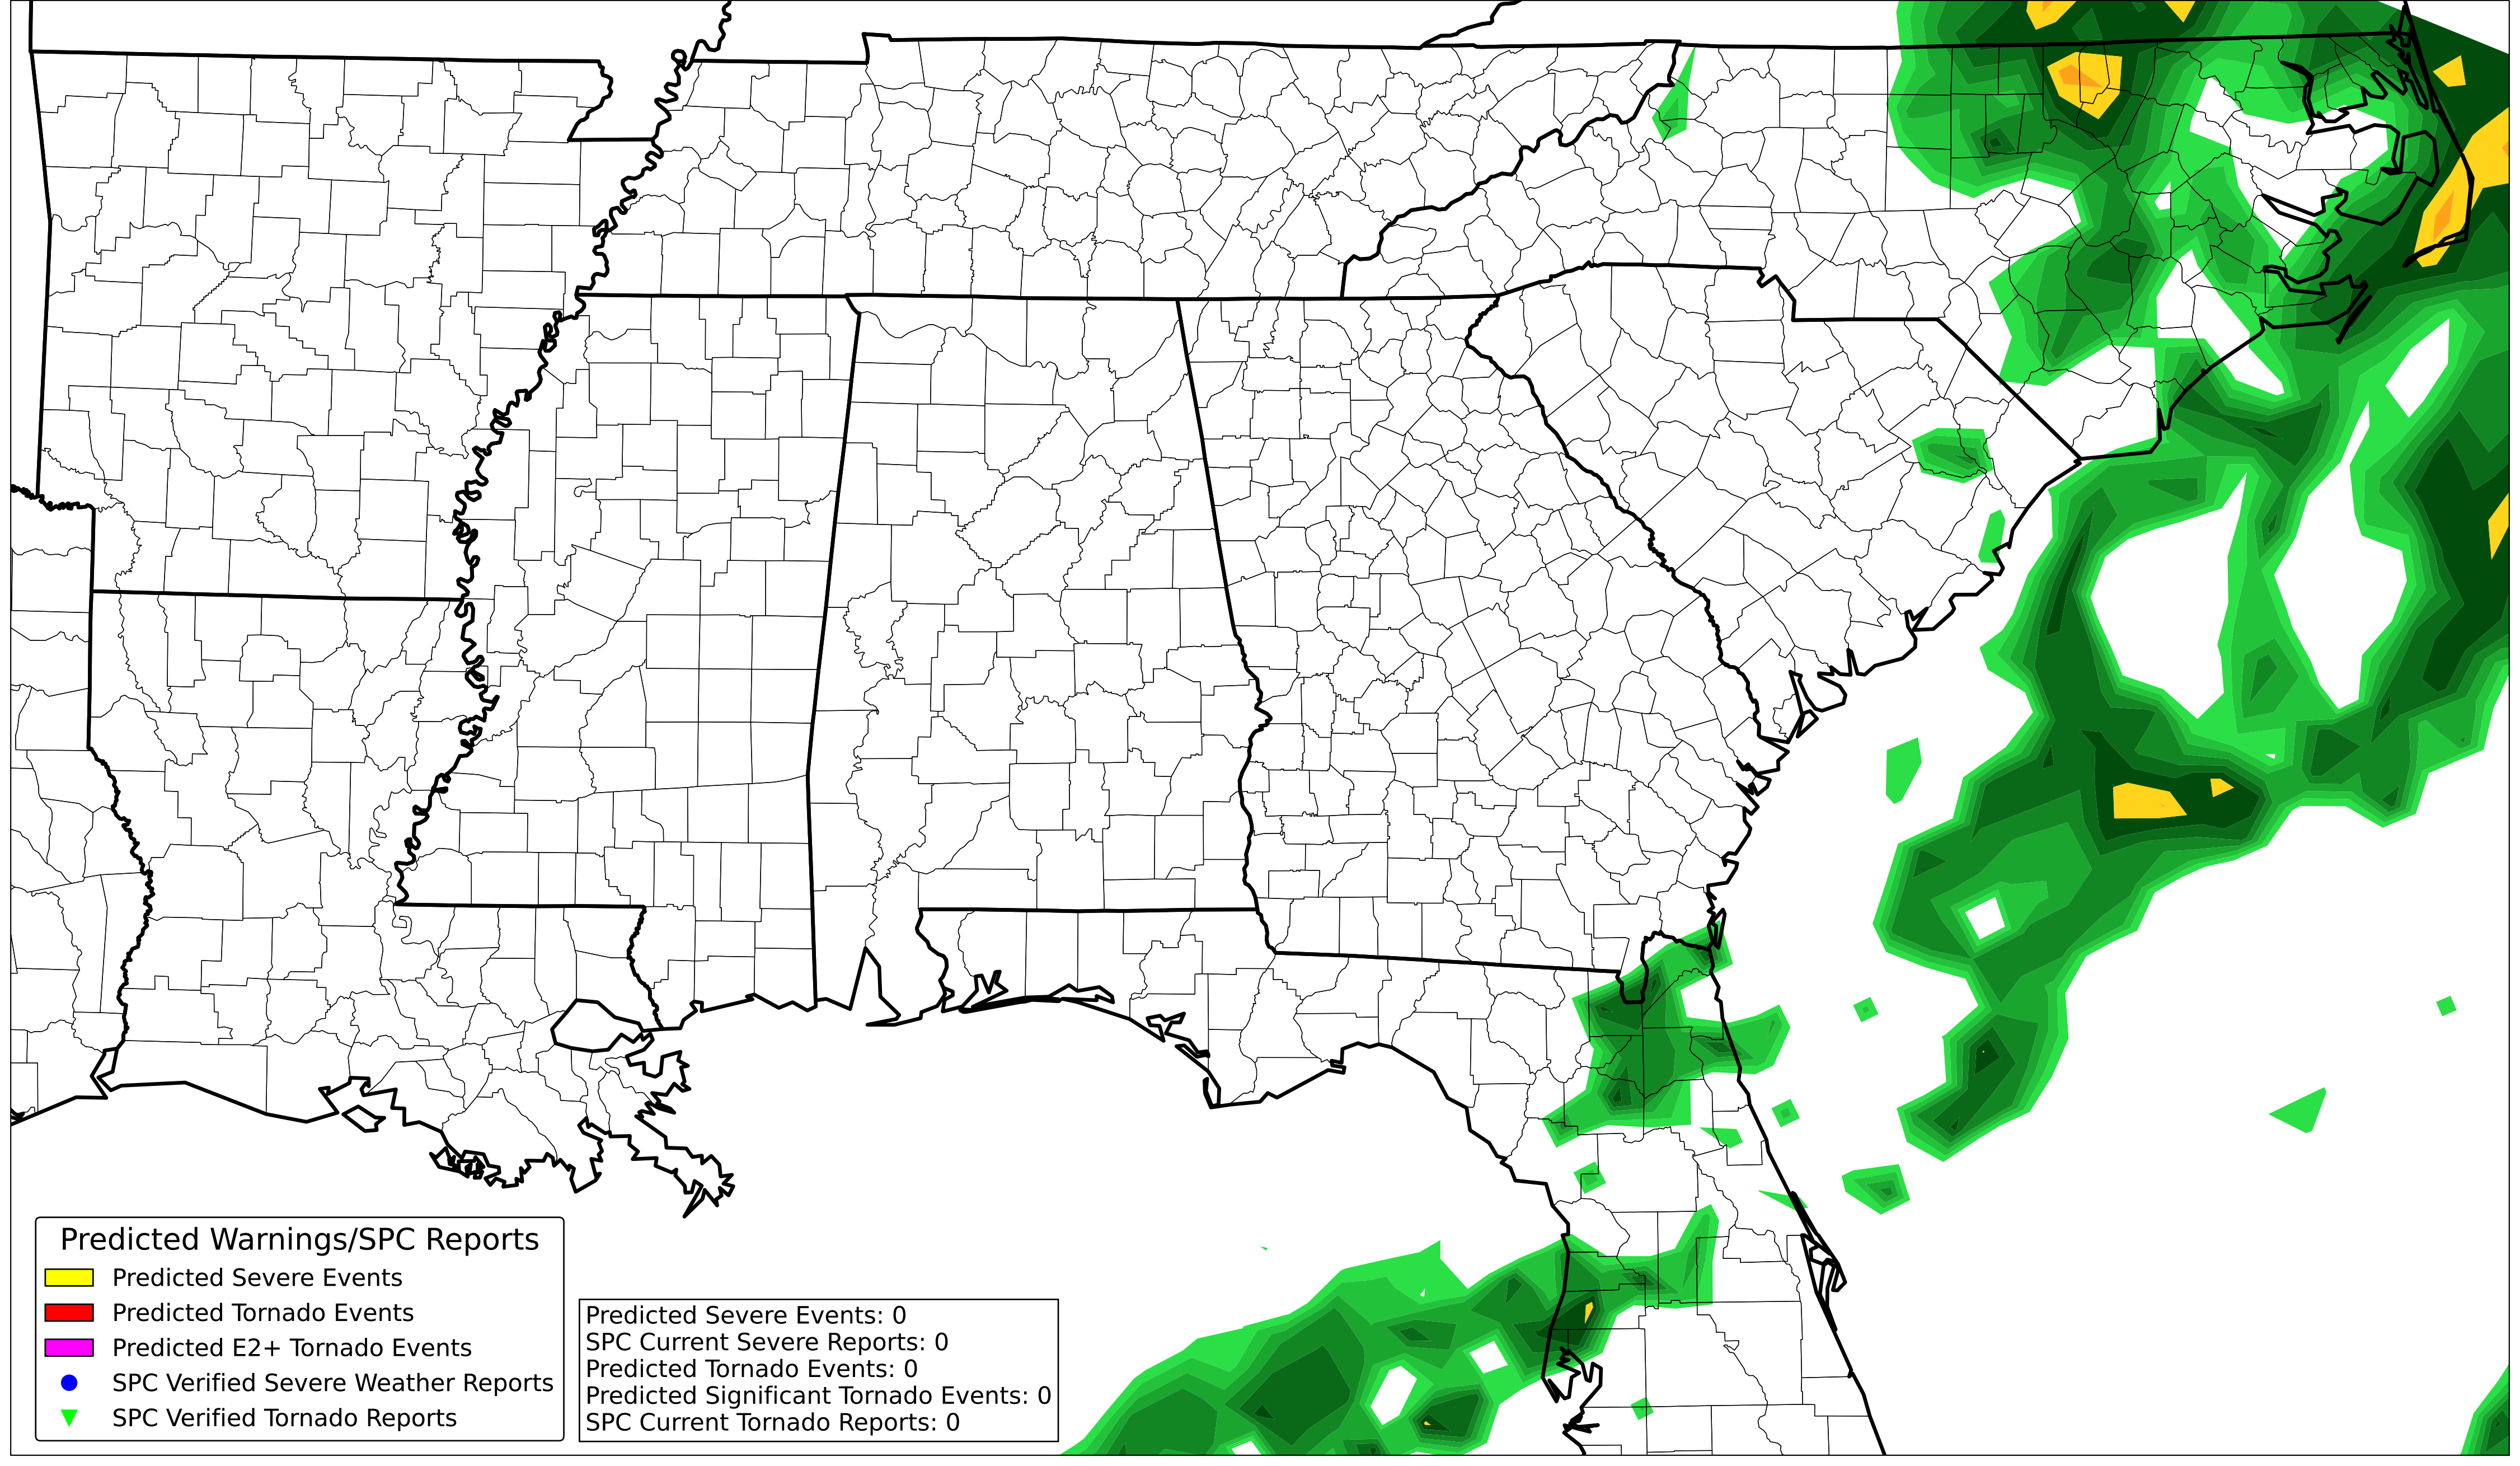 Predicted Warnings/SPC Reports
Predicted Severe Events
Predicted Tornado Events
Predicted E2+ Tornado Events
SPC Verified Severe Weather Reports
SPC Verified Tornado Reports
Predicted Severe Events: 0
SPC Current Severe Reports: 0
Predicted Tornado Events: 0
Predicted Significant Tornado Events: 0
SPC Current Tornado Reports: 0